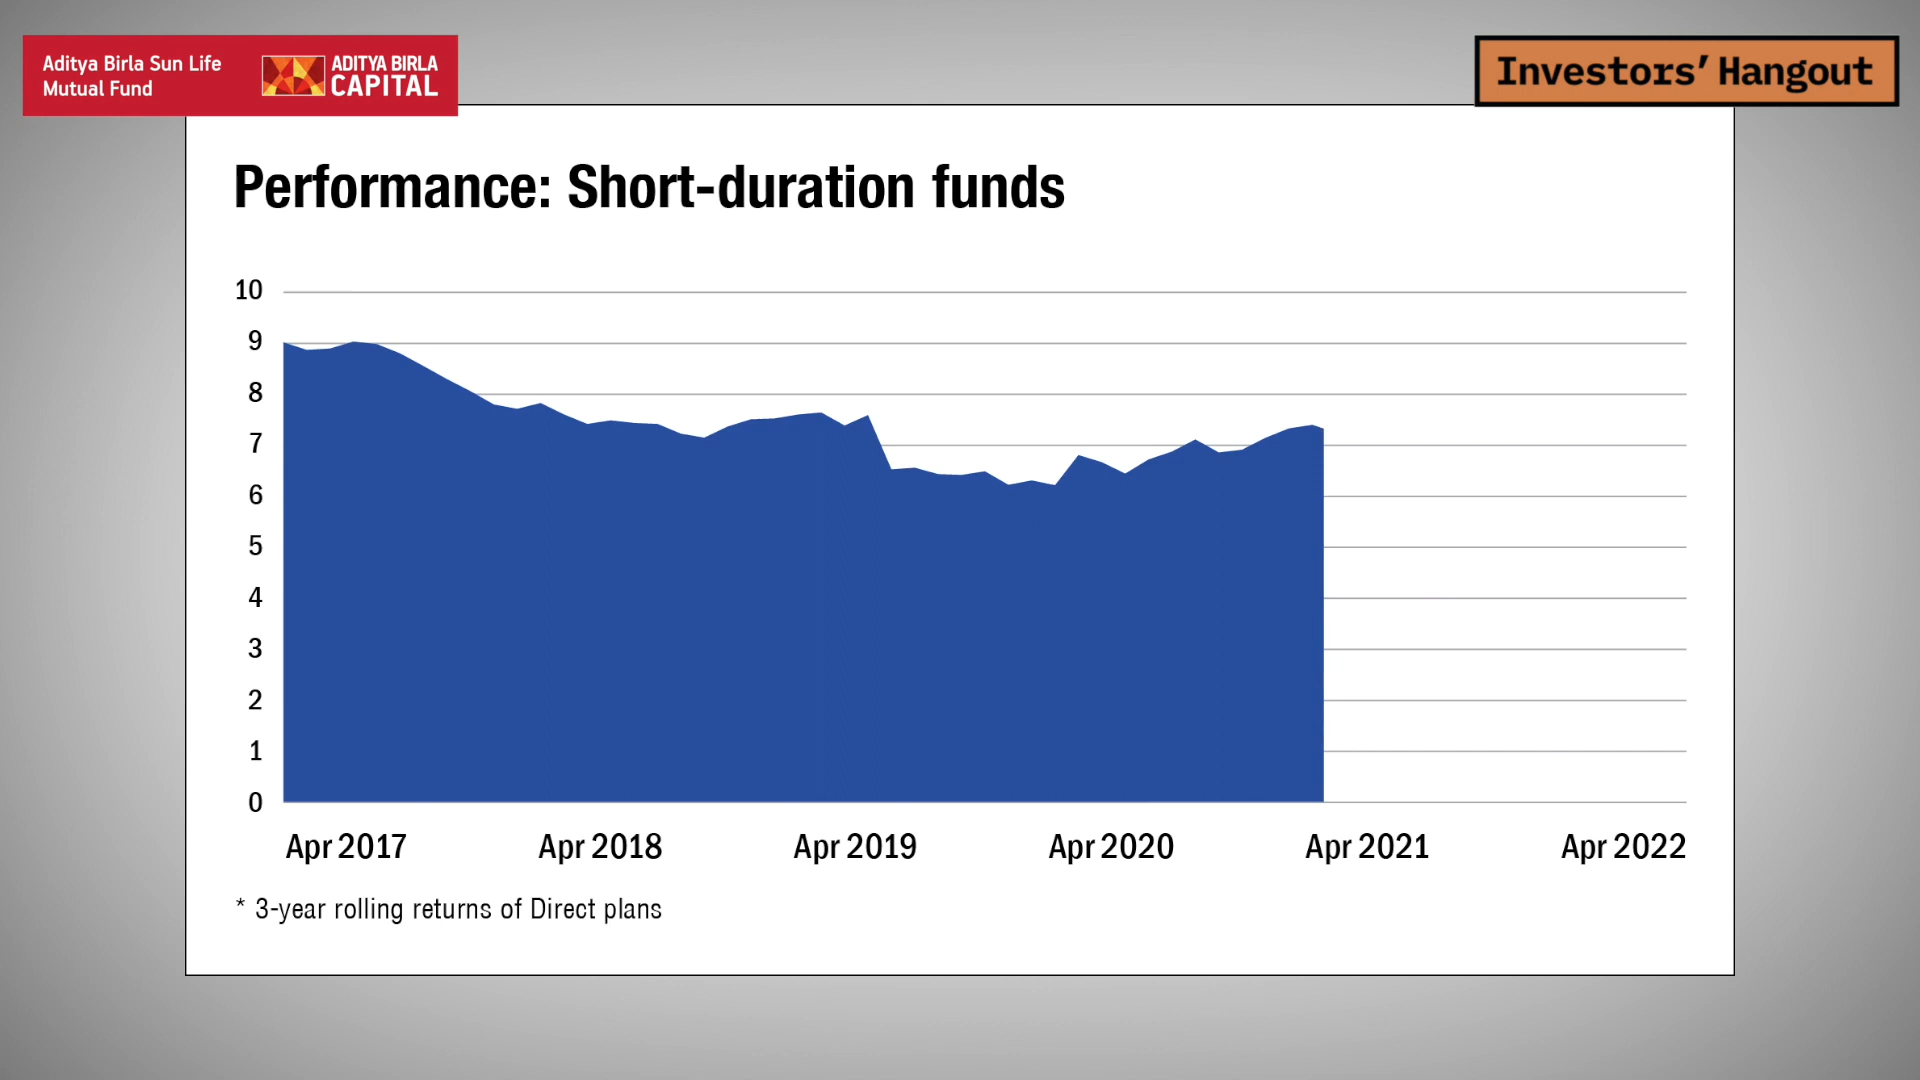 Aditya Birla Sun Life
Mutual Fund
ADITYA BIRLA
CAPITAL
Investors' Hangout
Performance: Short-duration funds
10
9
8
7
6
5
4
3
2
1
0
Apr 2017 Apr 2018 Apr 2019 Apr 2020 Apr 2021 Apr 2022
* 3-year rolling returns of Direct plans